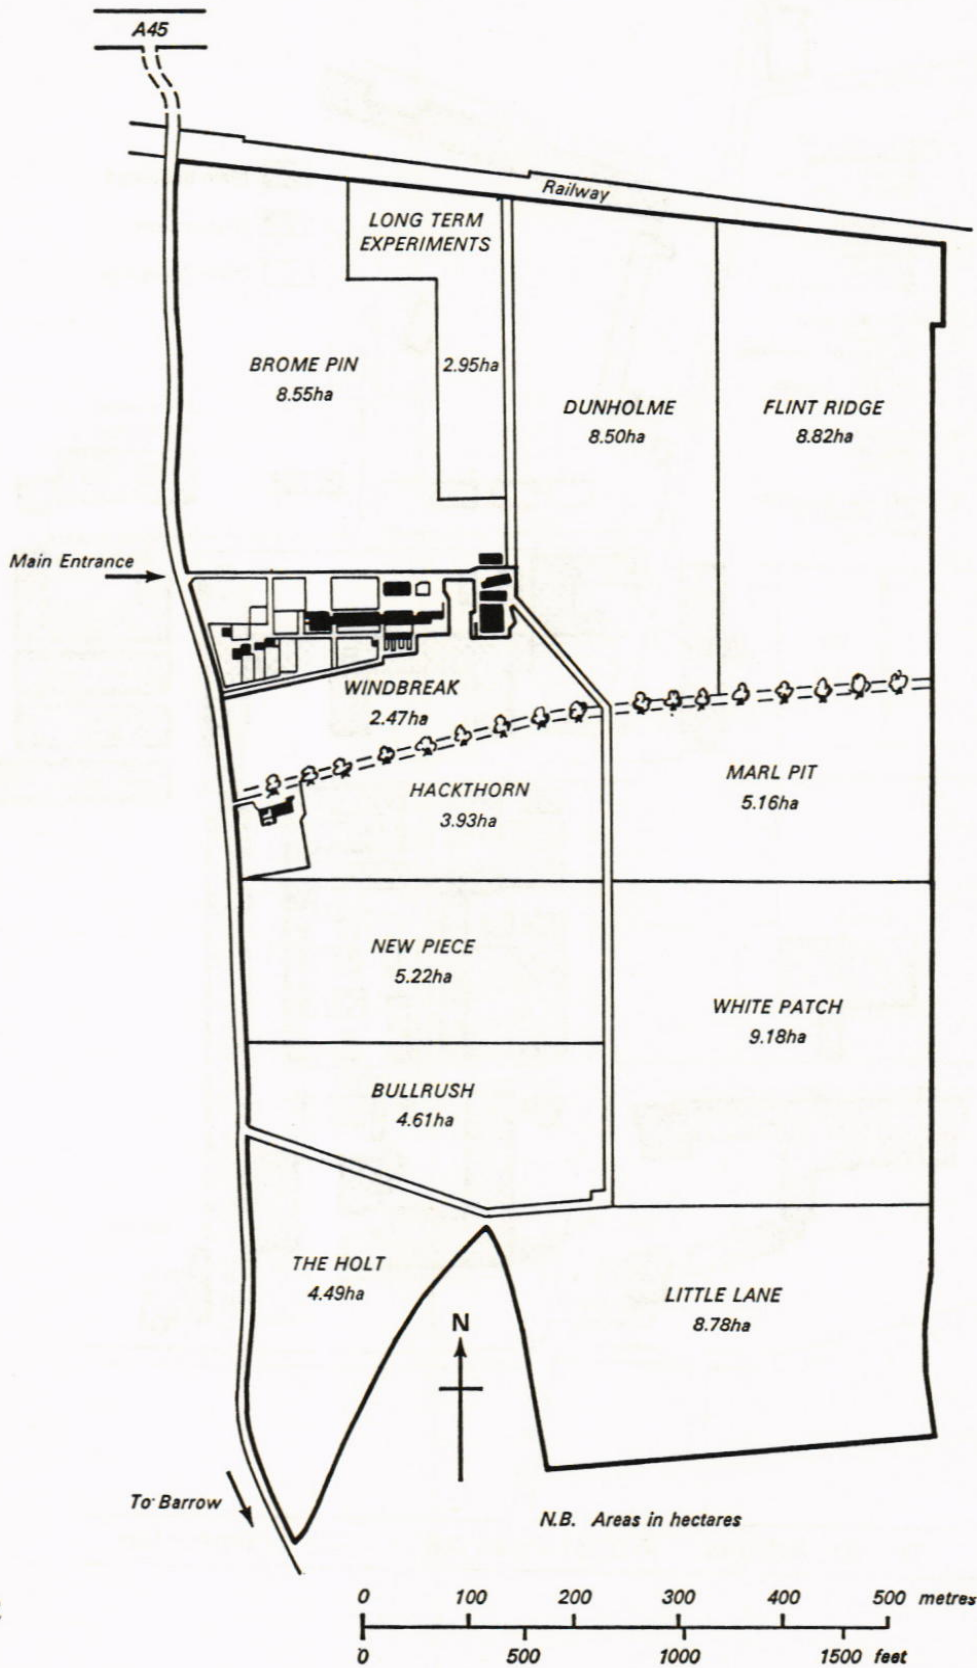 A45
Railway
LONG TERM
EXPERIMENTS
BROME PIN
8.55ha
2.95ha
DUNHOLME
8.50ha
FLINT RIDGE
8.82ha
Main Entrance
WINDBREAK
2.47ha
HACKTHORN
3.93ha
MARL PIT
5.16ha
NEW PIECE
5.22ha
WHITE PATCH
9.18ha
BULLRUSH
4.61ha
THE HOLT
4.49ha
N
LITTLE LANE
8.78ha
To Barrow
N.B. Areas in hectares
0 100 200 300 400 500 metres
0 500 1000 1500 feet